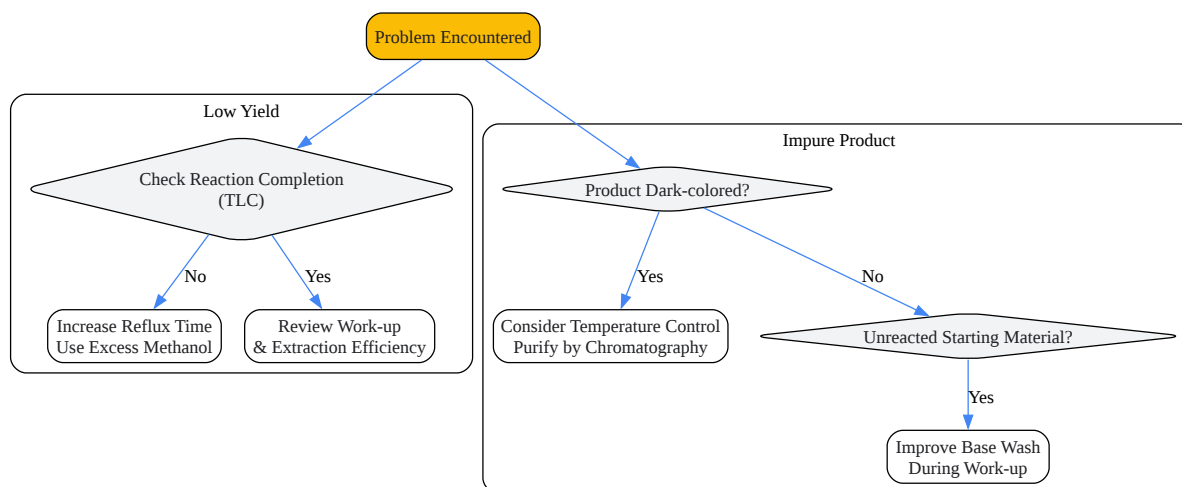 Problem Encountered
Low Yield
Check Reaction Completion
(TLC)
No
Yes
Increase Reflux Time
Use Excess Methanol
Review Work-up
& Extraction Efficiency
Impure Product
Product Dark-colored?
Yes
No
Consider Temperature Control
Purify by Chromatography
Unreacted Starting Material?
Yes
Improve Base Wash
During Work-up